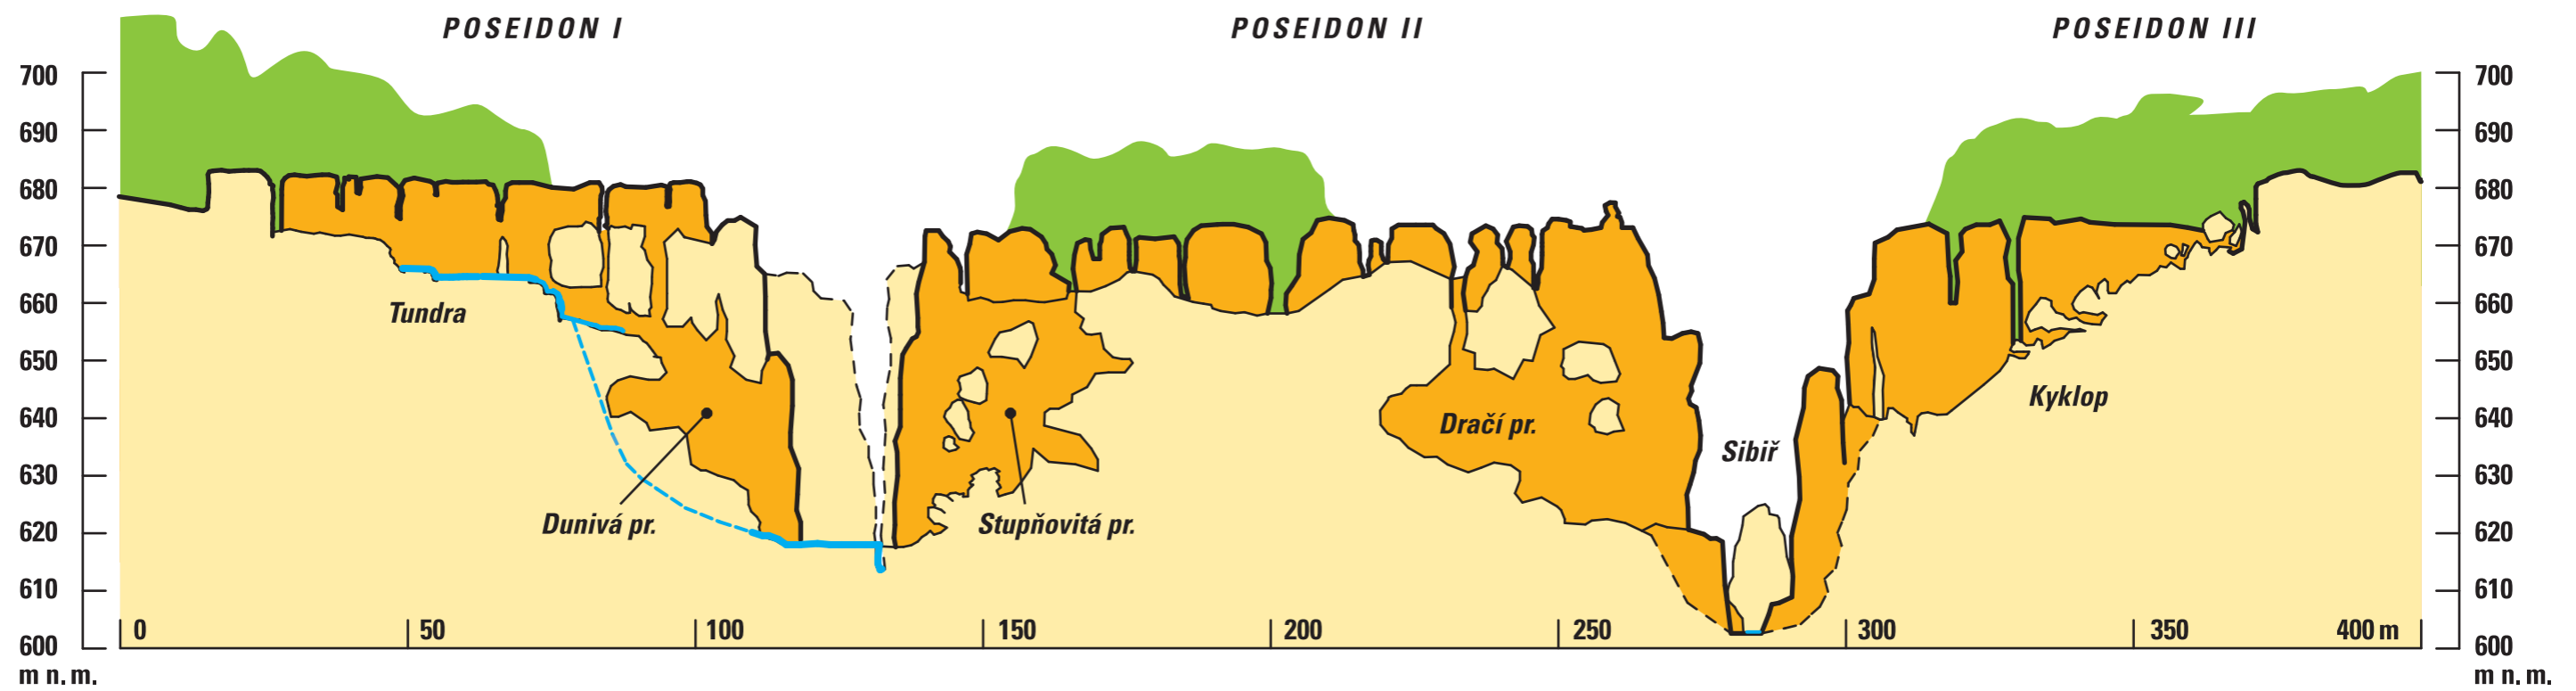 POSEIDON I
POSEIDON II
POSEIDON III
700
690
680
670
660
650
640
630
620
610
600
m n. m.
Tundra
Dunivá pr.
Stupňovitá pr.
Dračí pr.
Sibiř
Kyklop
0
50
100
150
200
250
300
350
400 m
700
690
680
670
660
650
640
630
620
610
600
m n. m.